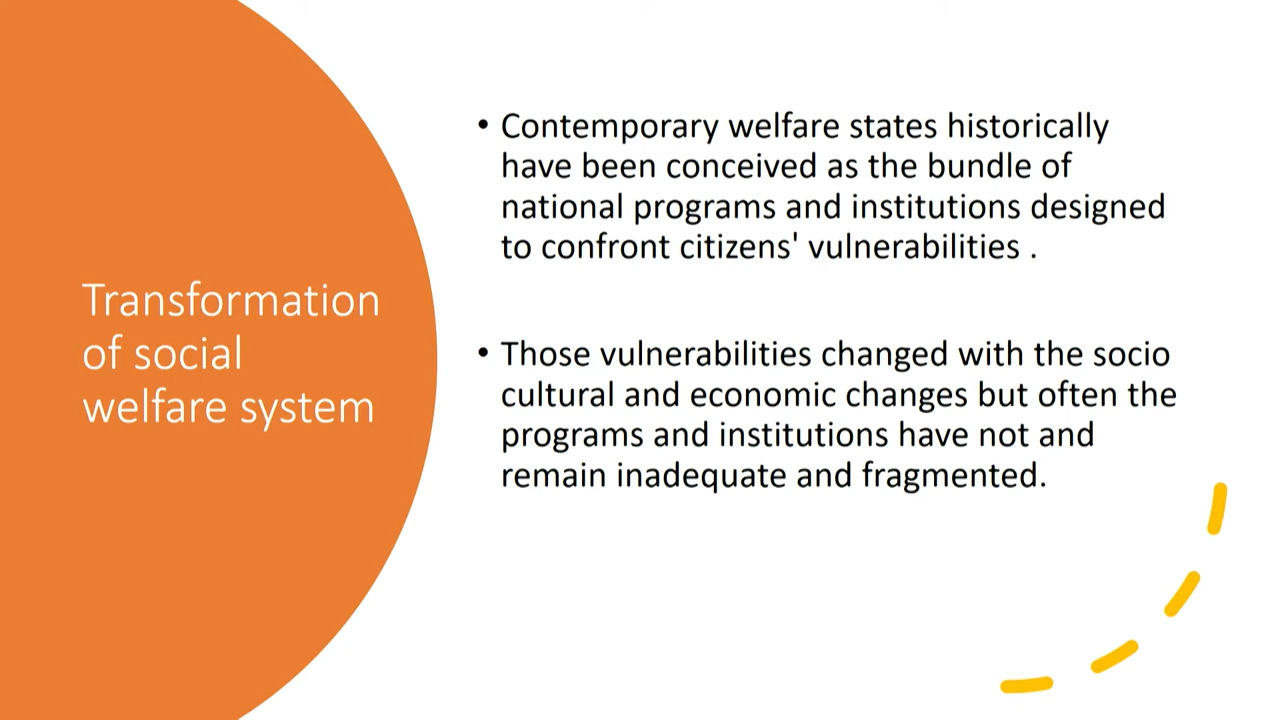 Transformation
of social
welfare system
• Contemporary welfare states historically
have been conceived as the bundle of
national programs and institutions designed
to confront citizens' vulnerabilities .
• Those vulnerabilities changed with the socio
cultural and economic changes but often the
programs and institutions have not and
remain inadequate and fragmented.